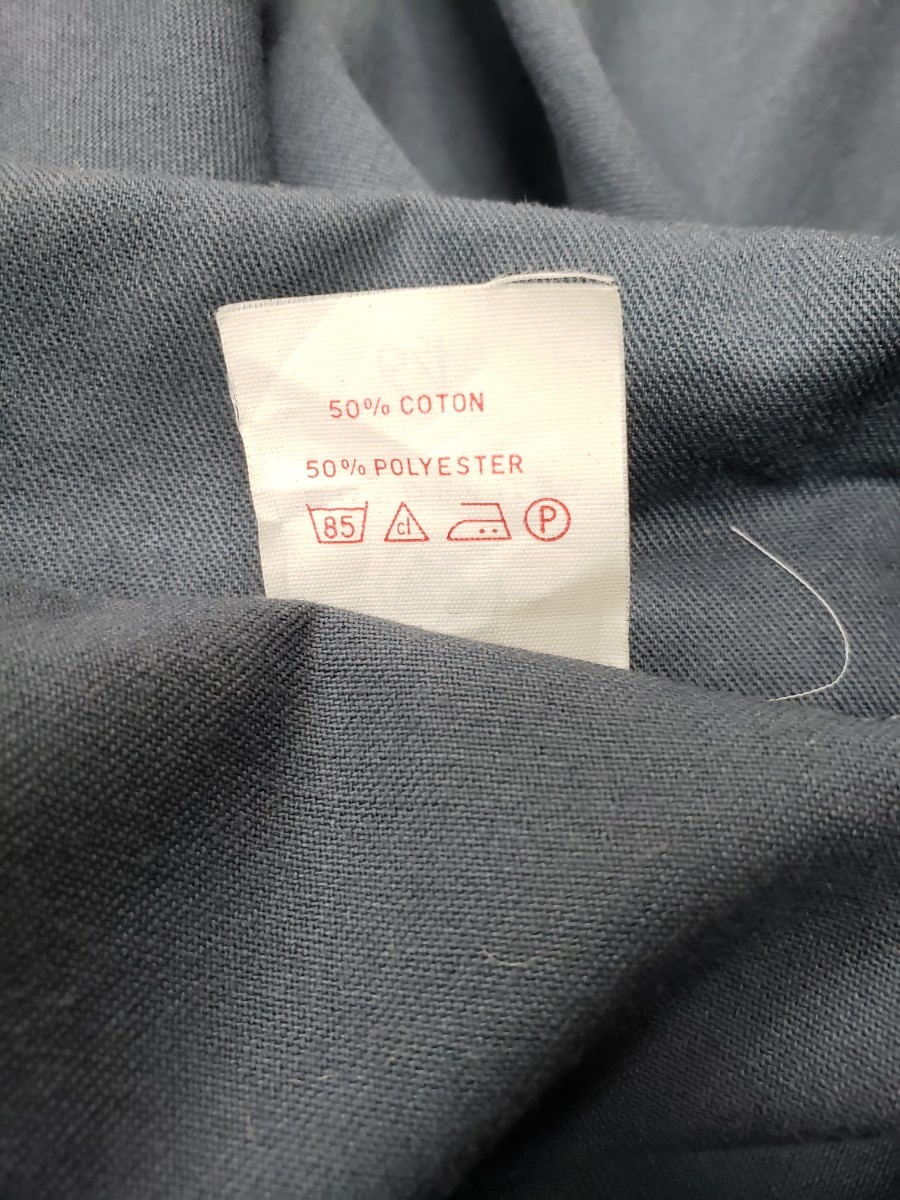 50% COTON
50% POLYESTER
85 cl P